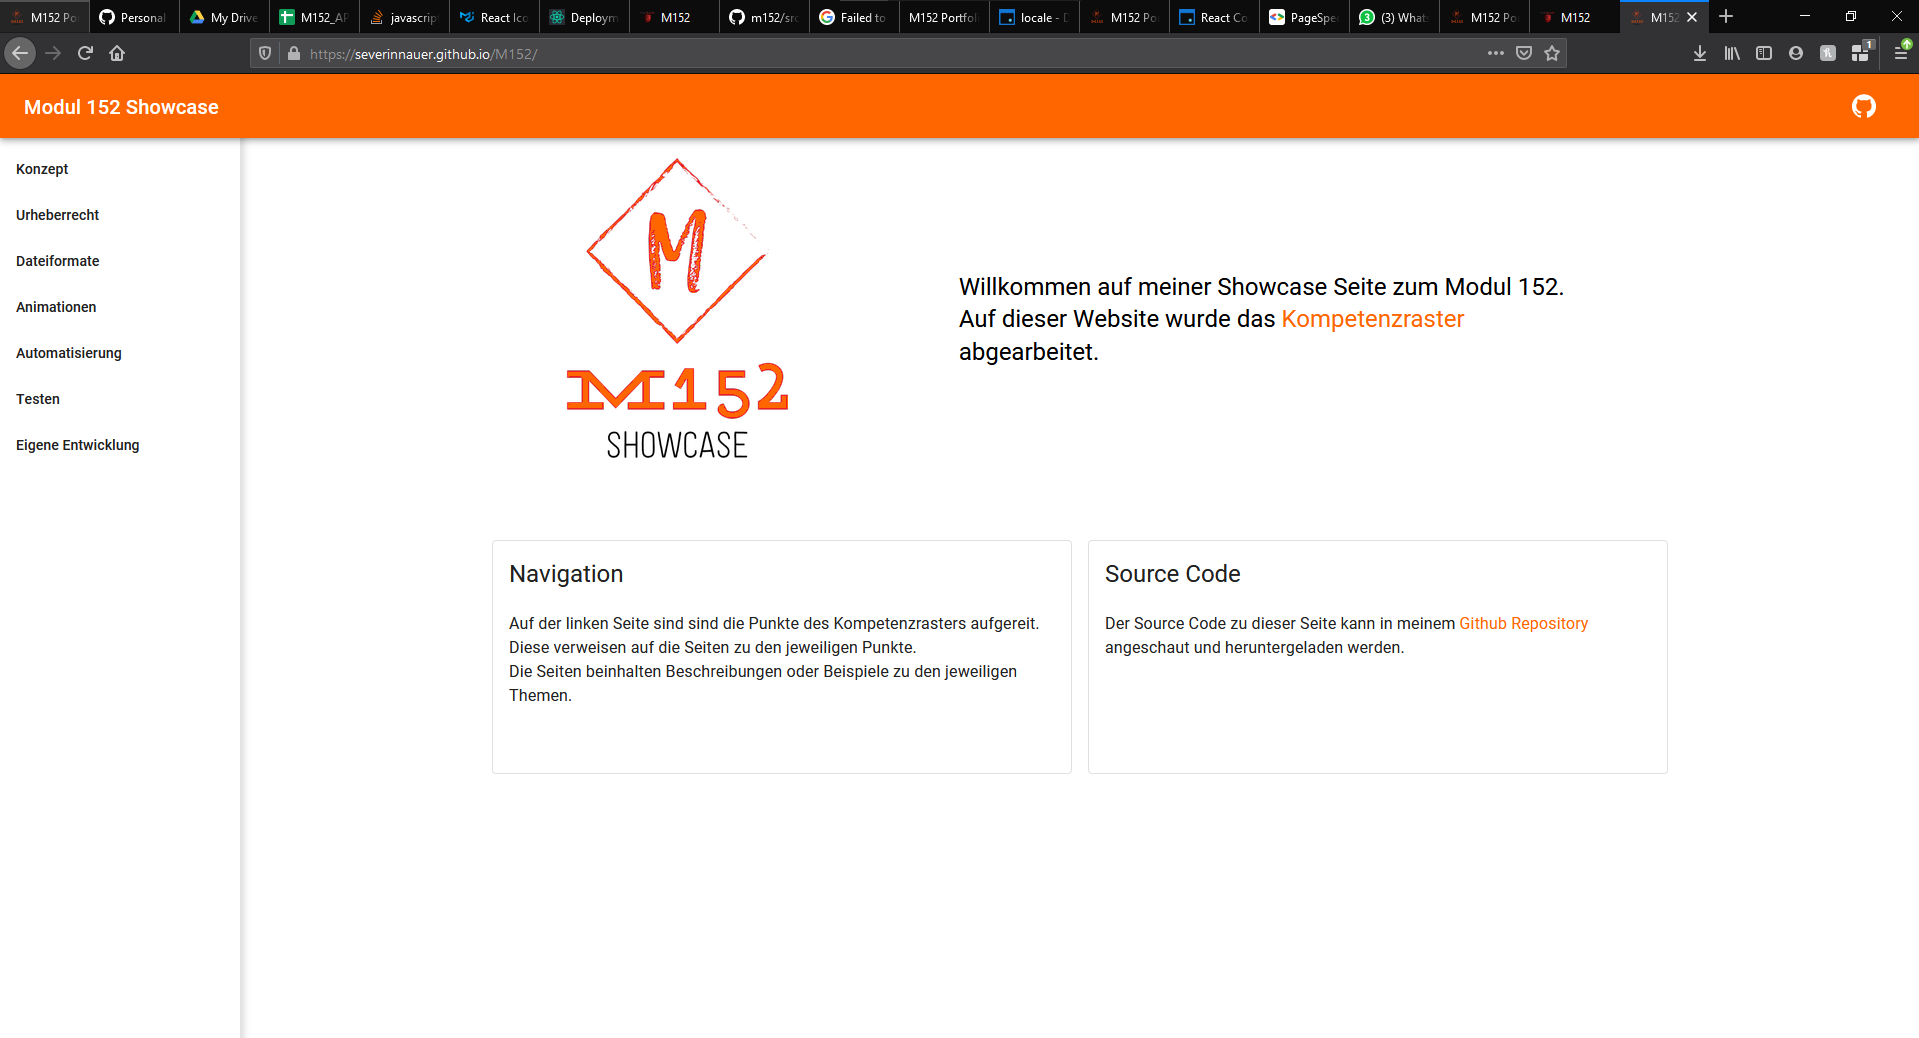 M152 Po
Personal
My Drive
M152_AP
javascript
React Ico
Deploym
M152
m152/src
Failed to
M152 Portfol
locale - D
M152 Po
React Co
PageSpe
(3) What
M152 Po
M152
M152
https://severinnauer.github.io/M152/
1
Modul 152 Showcase
Konzept
Urheberrecht
Dateiformate
Animationen
Automatisierung
Testen
Eigene Entwicklung
M
M152
SHOWCASE
Willkommen auf meiner Showcase Seite zum Modul 152.
Auf dieser Website wurde das Kompetenzraster
abgearbeitet.
Navigation
Auf der linken Seite sind sind die Punkte des Kompetenzrasters aufgereit.
Diese verweisen auf die Seiten zu den jeweiligen Punkte.
Die Seiten beinhalten Beschreibungen oder Beispiele zu den jeweiligen
Themen.
Source Code
Der Source Code zu dieser Seite kann in meinem Github Repository
angeschaut und heruntergeladen werden.